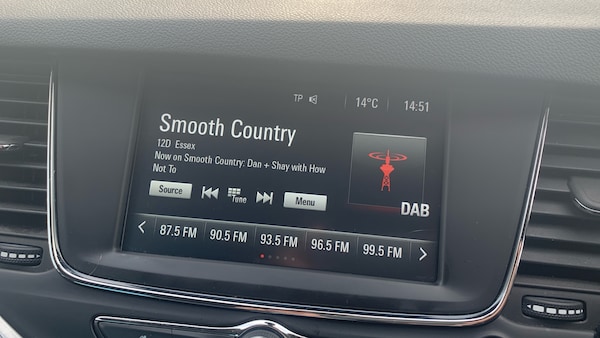 TP 14°C 14:51
Smooth Country
12D Essex
Now on Smooth Country: Dan + Shay with How
Not To
Source Tune Menu
DAB
87.5 FM 90.5 FM 93.5 FM 96.5 FM 99.5 FM